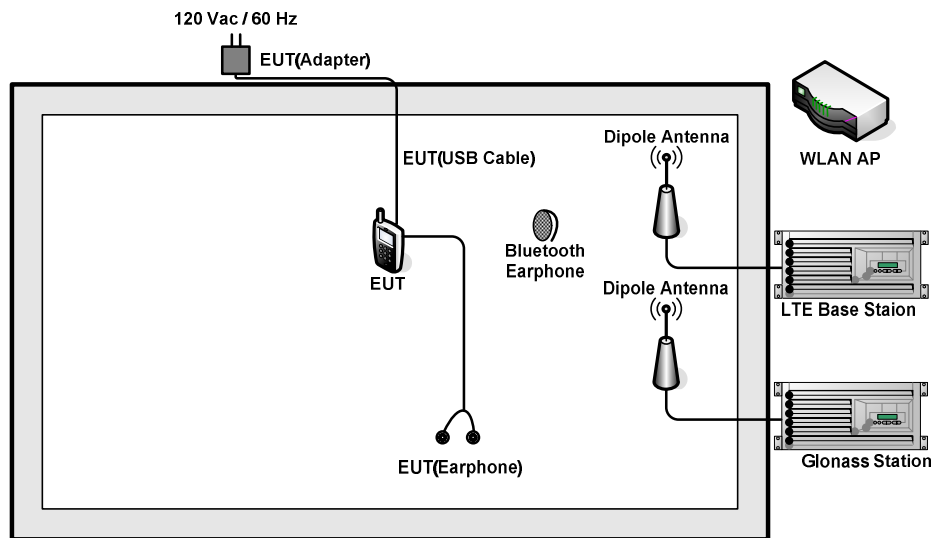 120 Vac / 60 Hz
EUT(Adapter)
EUT(USB Cable)
Dipole Antenna
WLAN AP
Bluetooth
Earphone
EUT
Dipole Antenna
LTE Base Staion
EUT(Earphone)
Glonass Station